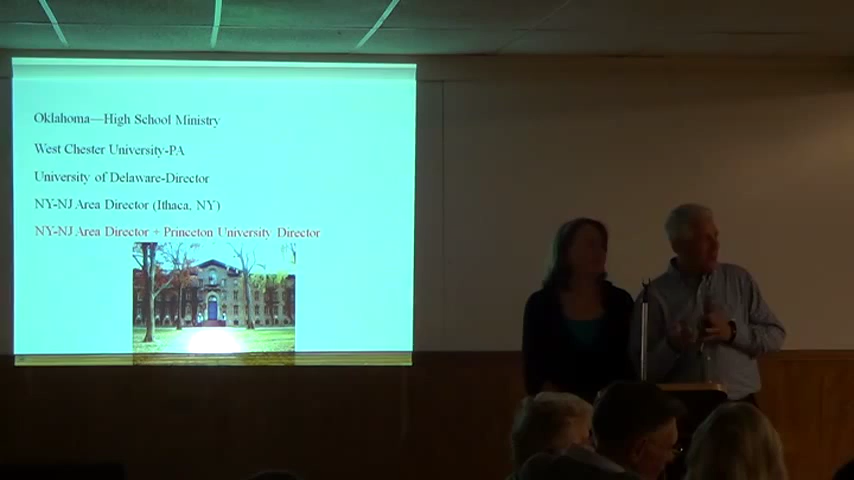 Oklahoma—High School Ministry
West Chester University-PA
University of Delaware-Director
NY-NJ Area Director (Ithaca, NY)
NY-NJ Area Director + Princeton University Director